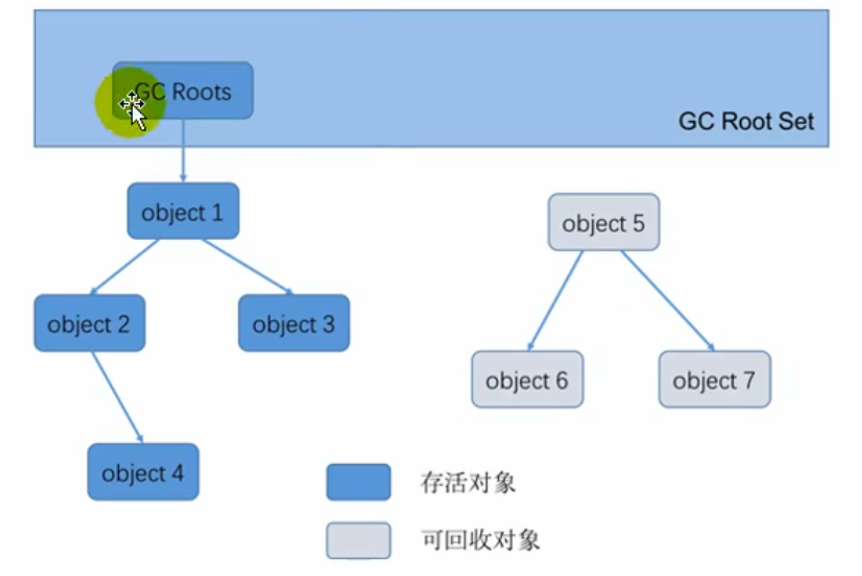 GC Roots
GC Root Set
object 1
object 5
object 2
object 3
object 6
object 7
object 4
存活对象
可回收对象